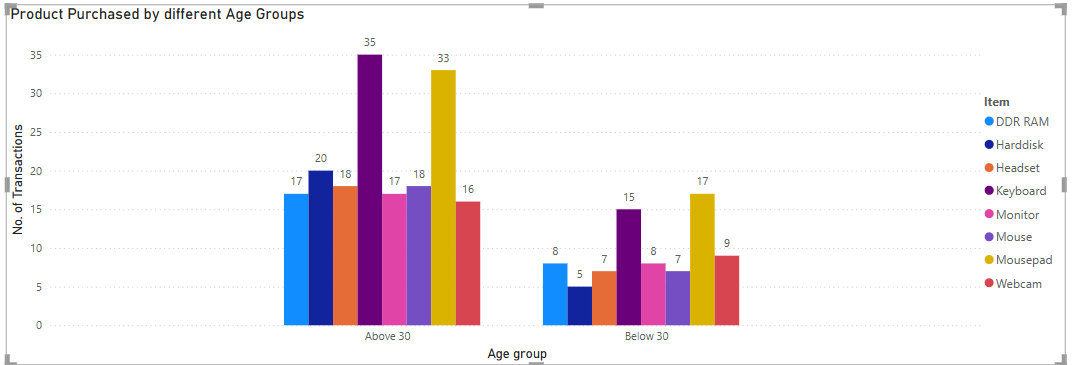 Product Purchased by different Age Groups
No. of Transactions
35
30
25
20
15
10
5
0
17
20
18
35
17
18
33
16
8
5
7
15
8
7
17
9
Above 30
Below 30
Age group
Item
DDR RAM
Harddisk
Headset
Keyboard
Monitor
Mouse
Mousepad
Webcam